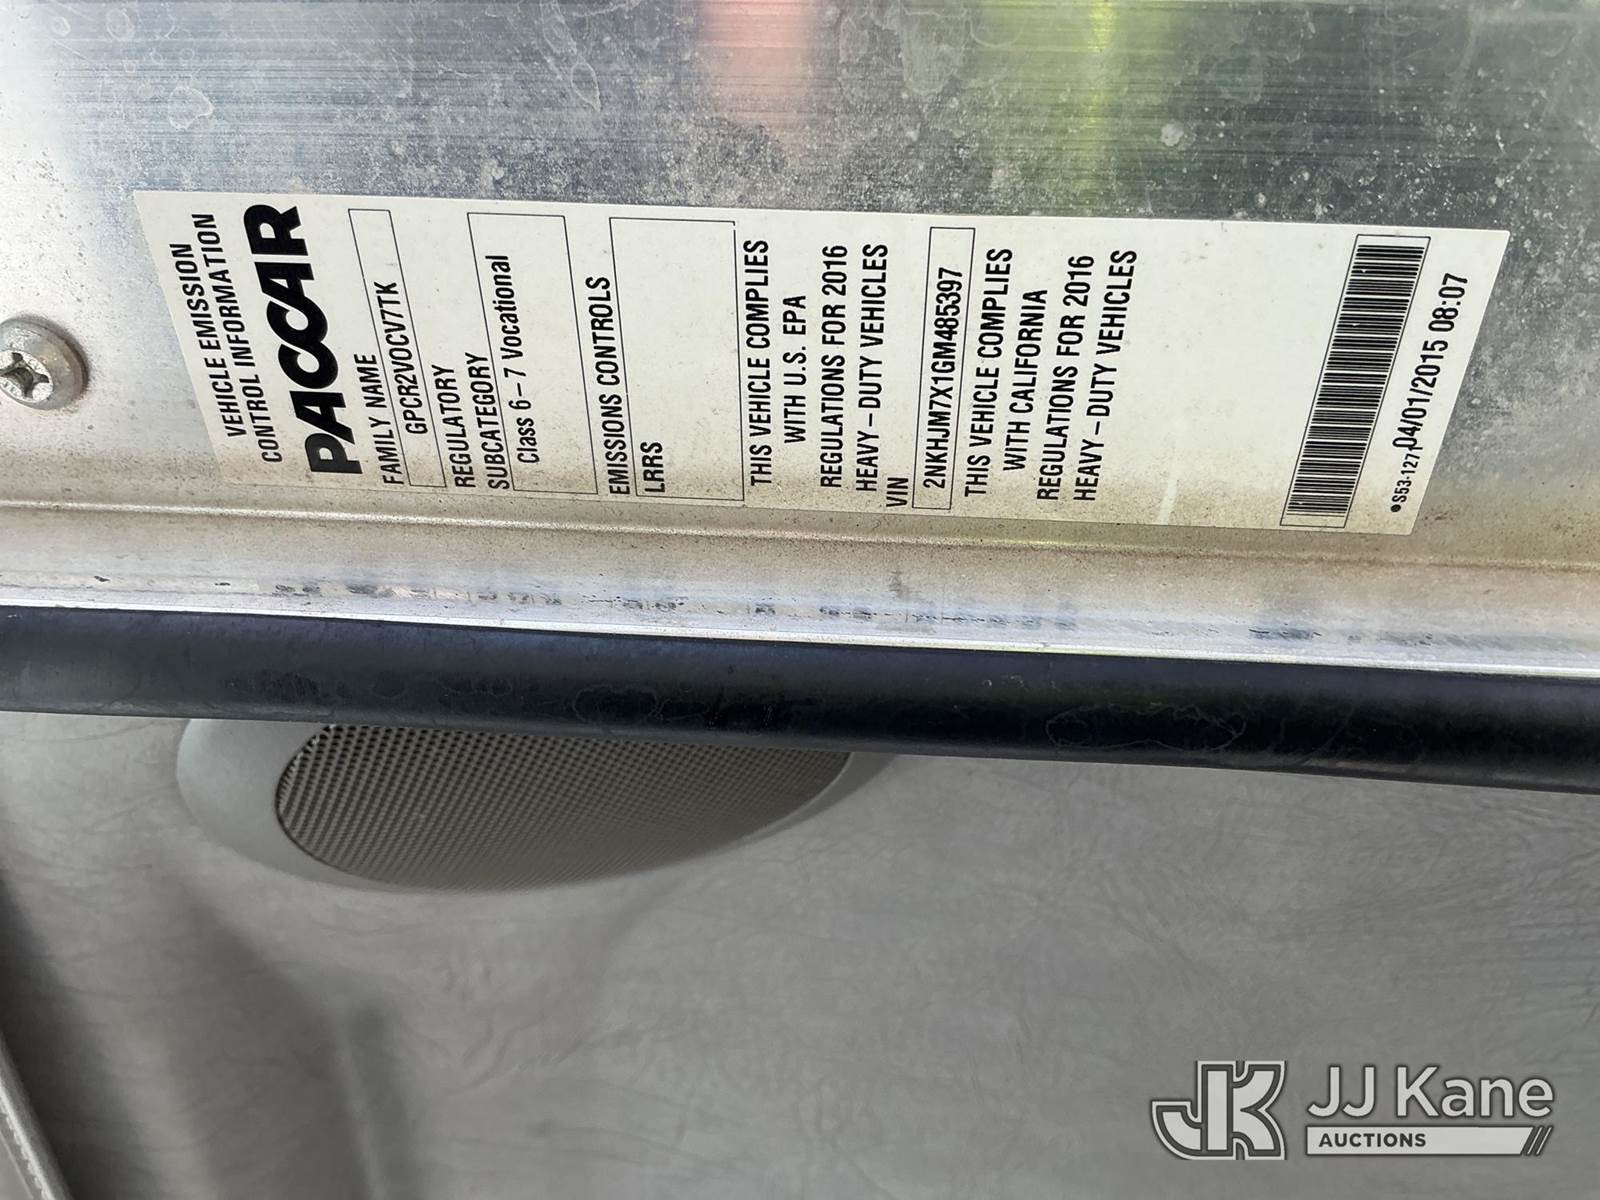 VEHICLE EMISSION
CONTROL INFORMATION
PACCAR
FAMILY NAME
GPCR2VOCV7TK
REGULATORY
SUBCATEGORY
Class 6-7 Vocational
EMISSIONS CONTROLS
LRRS
THIS VEHICLE COMPLIES
WITH U.S. EPA
REGULATIONS FOR 2016
HEAVY-DUTY VEHICLES
VIN
2NKHJM7X1GM485397
THIS VEHICLE COMPLIES
WITH CALIFORNIA
REGULATIONS FOR 2016
HEAVY-DUTY VEHICLES
●S53-1271 04/01/2015 08:07
JK JJ Kane
AUCTIONS